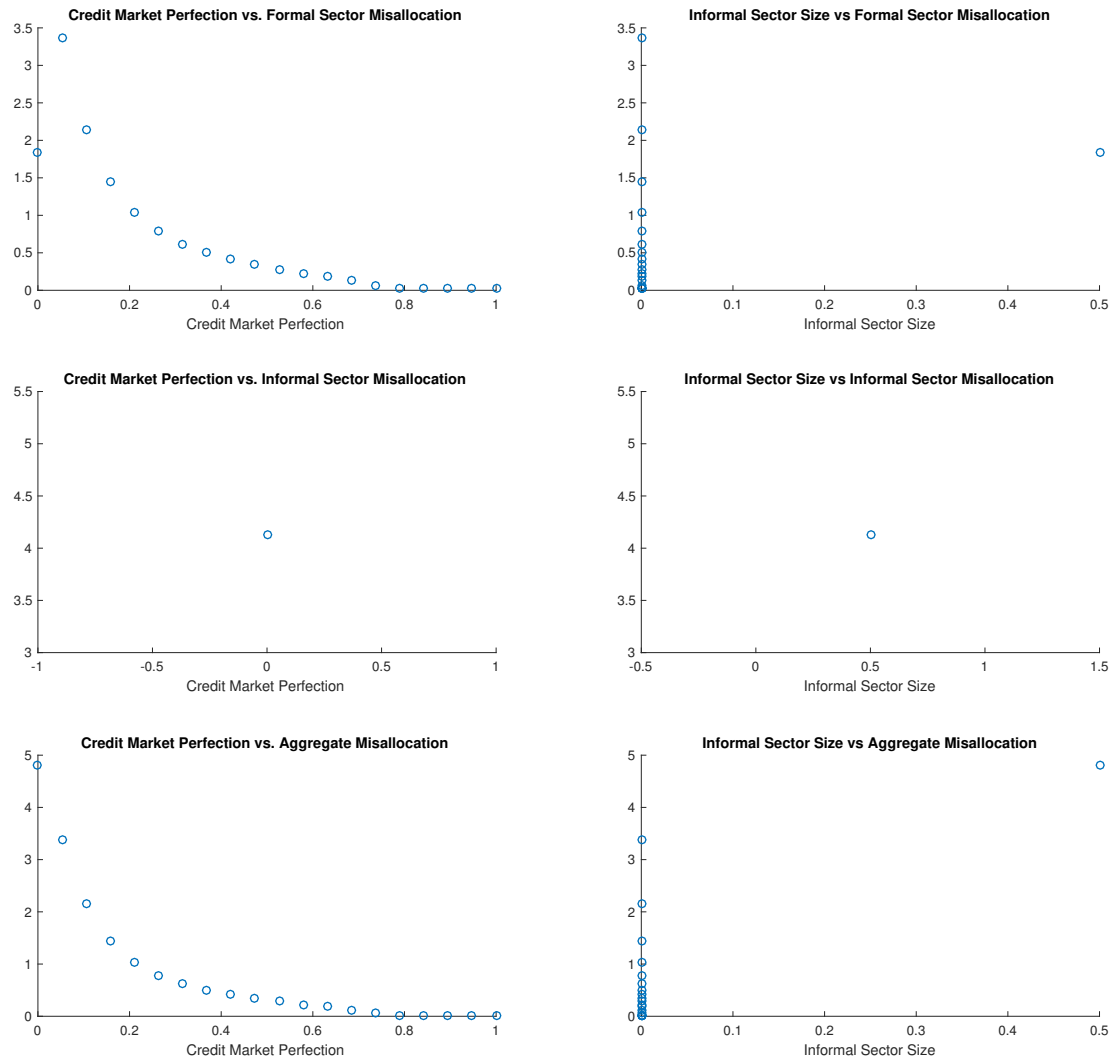 Credit Market Perfection vs. Formal Sector Misallocation
3.5
3
2.5
2
1.5
1
0.5
0
0 0.2 0.4 0.6 0.8 1
Credit Market Perfection
Informal Sector Size vs Formal Sector Misallocation
3.5
3
2.5
2
1.5
1
0.5
0
0 0.1 0.2 0.3 0.4 0.5
Informal Sector Size
Credit Market Perfection vs. Informal Sector Misallocation
5.5
5
4.5
4
3.5
3
-1 -0.5 0 0.5 1
Credit Market Perfection
Informal Sector Size vs Informal Sector Misallocation
5.5
5
4.5
4
3.5
3
-0.5 0 0.5 1 1.5
Informal Sector Size
Credit Market Perfection vs. Aggregate Misallocation
5
4
3
2
1
0
0 0.2 0.4 0.6 0.8 1
Credit Market Perfection
Informal Sector Size vs Aggregate Misallocation
5
4
3
2
1
0
0 0.1 0.2 0.3 0.4 0.5
Informal Sector Size